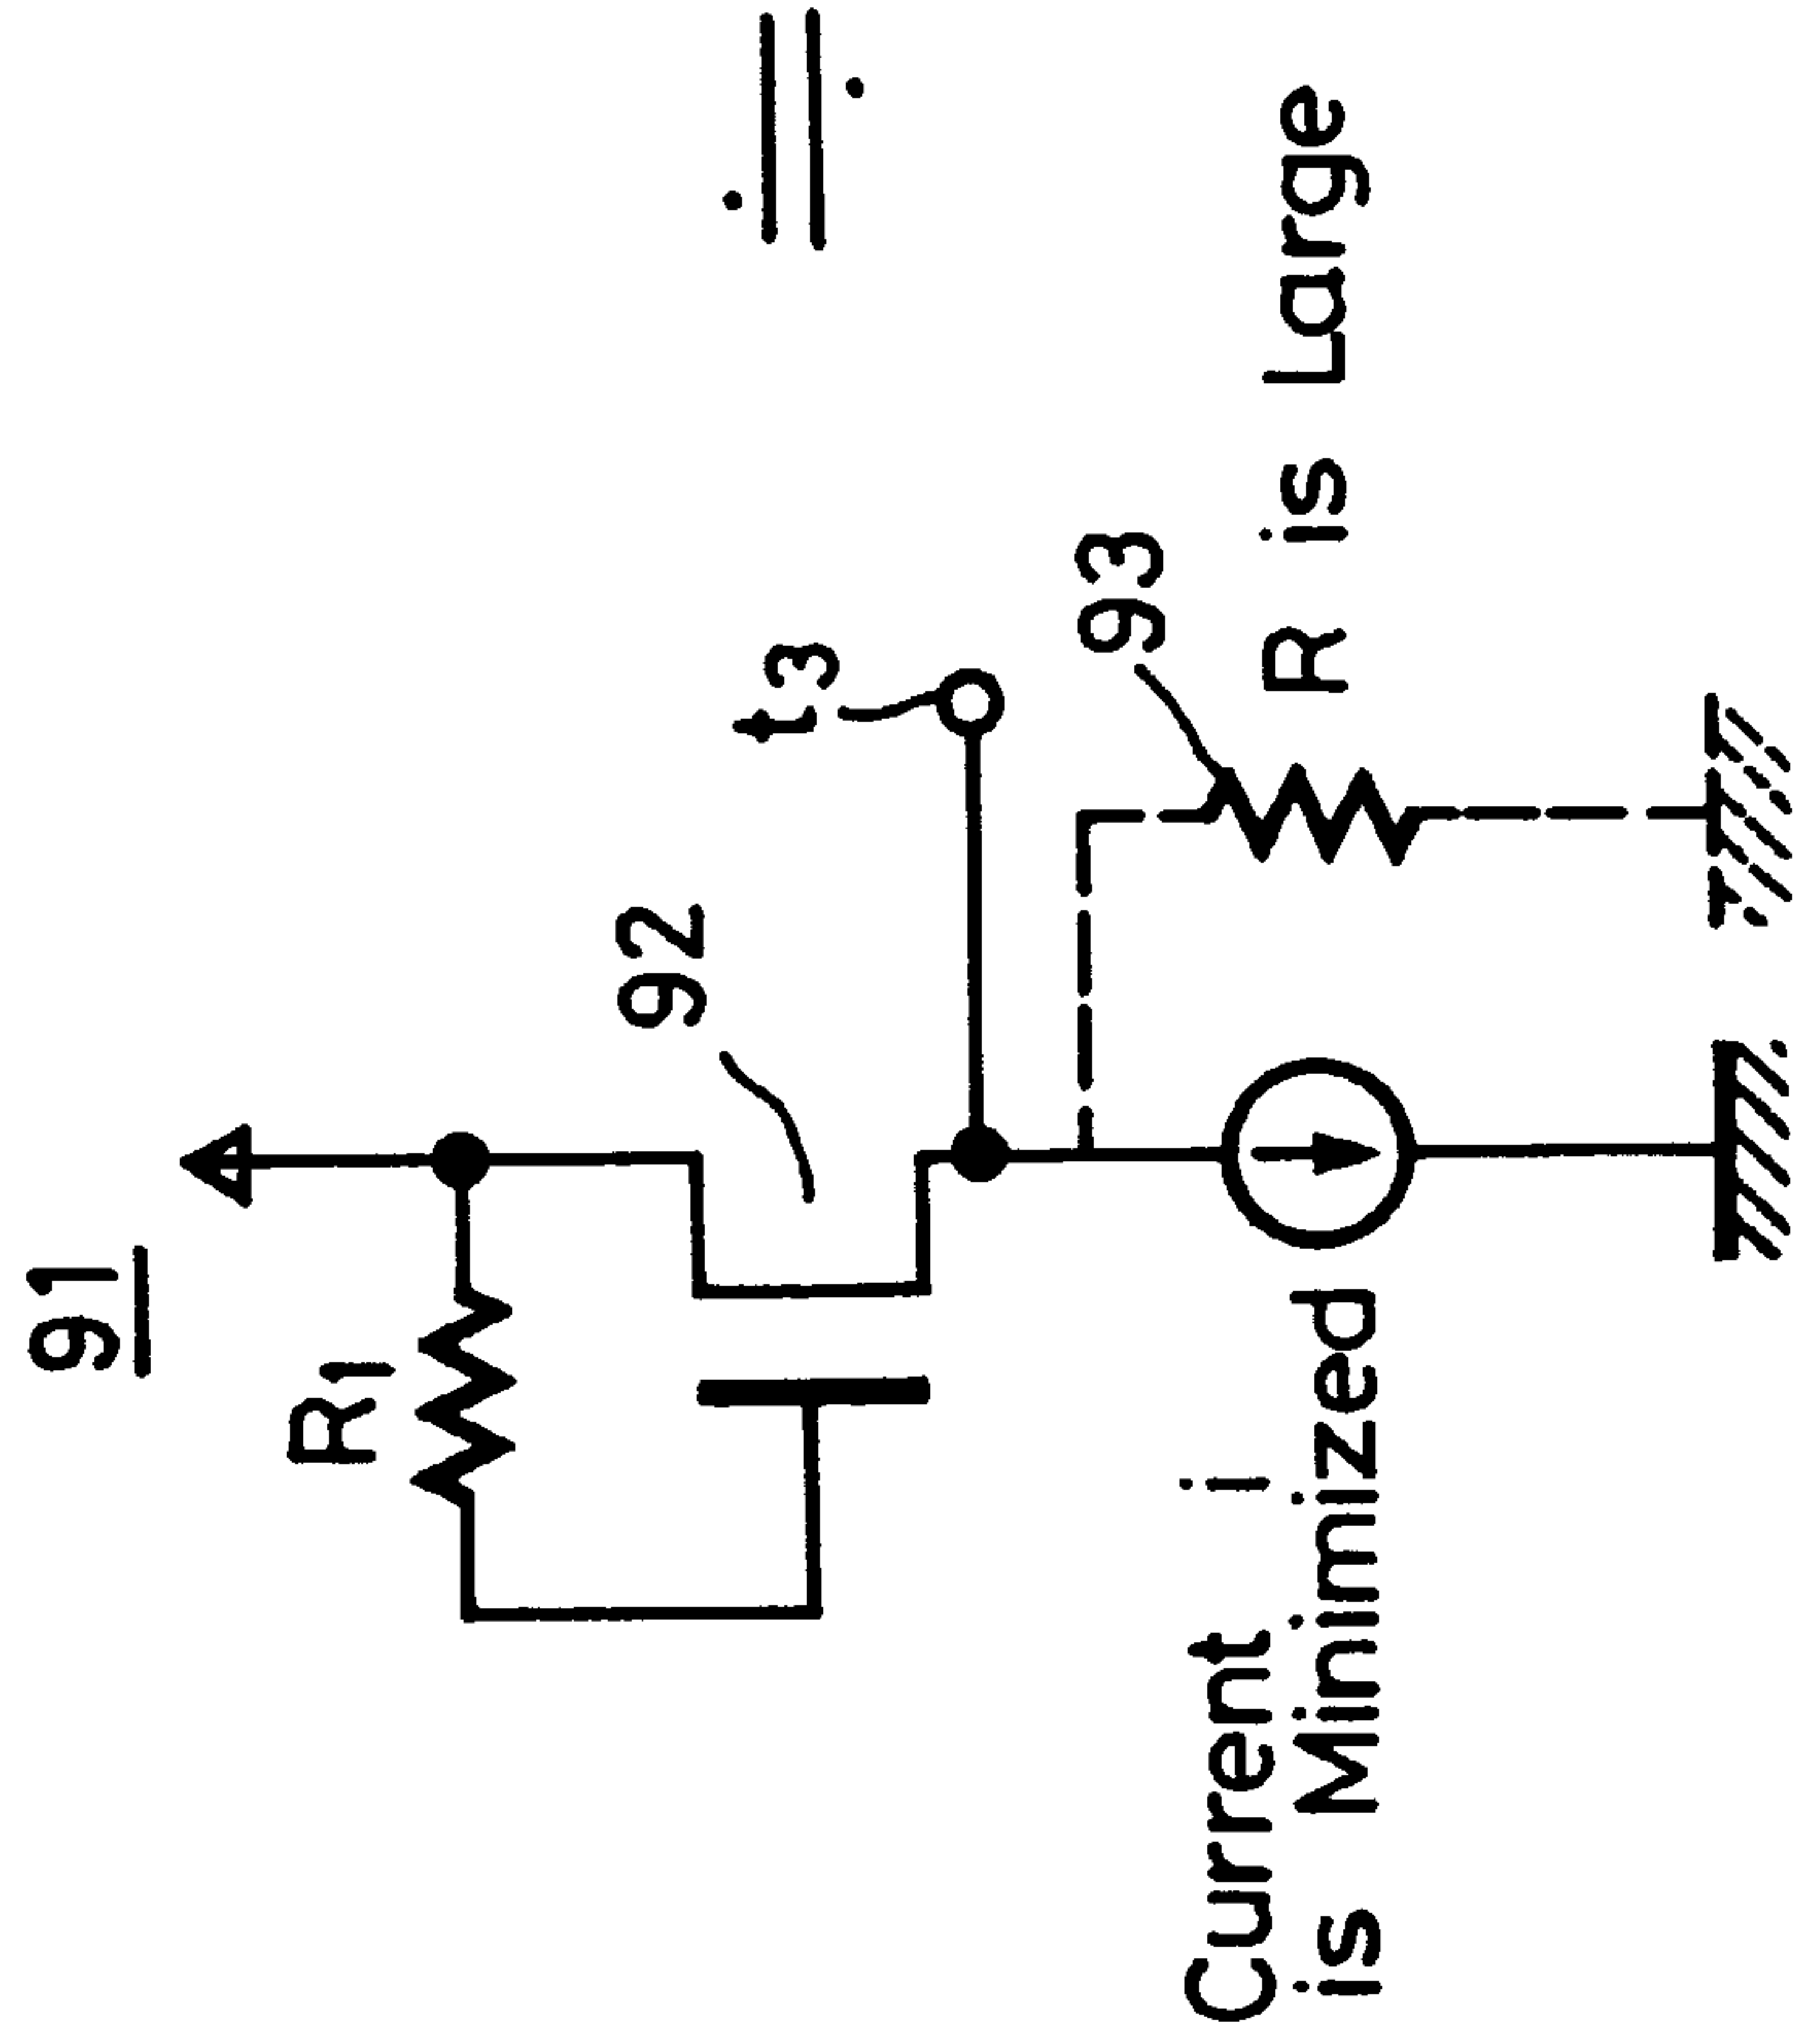 91
R1
92
t3
93
Current i
is Minimized
R is Large